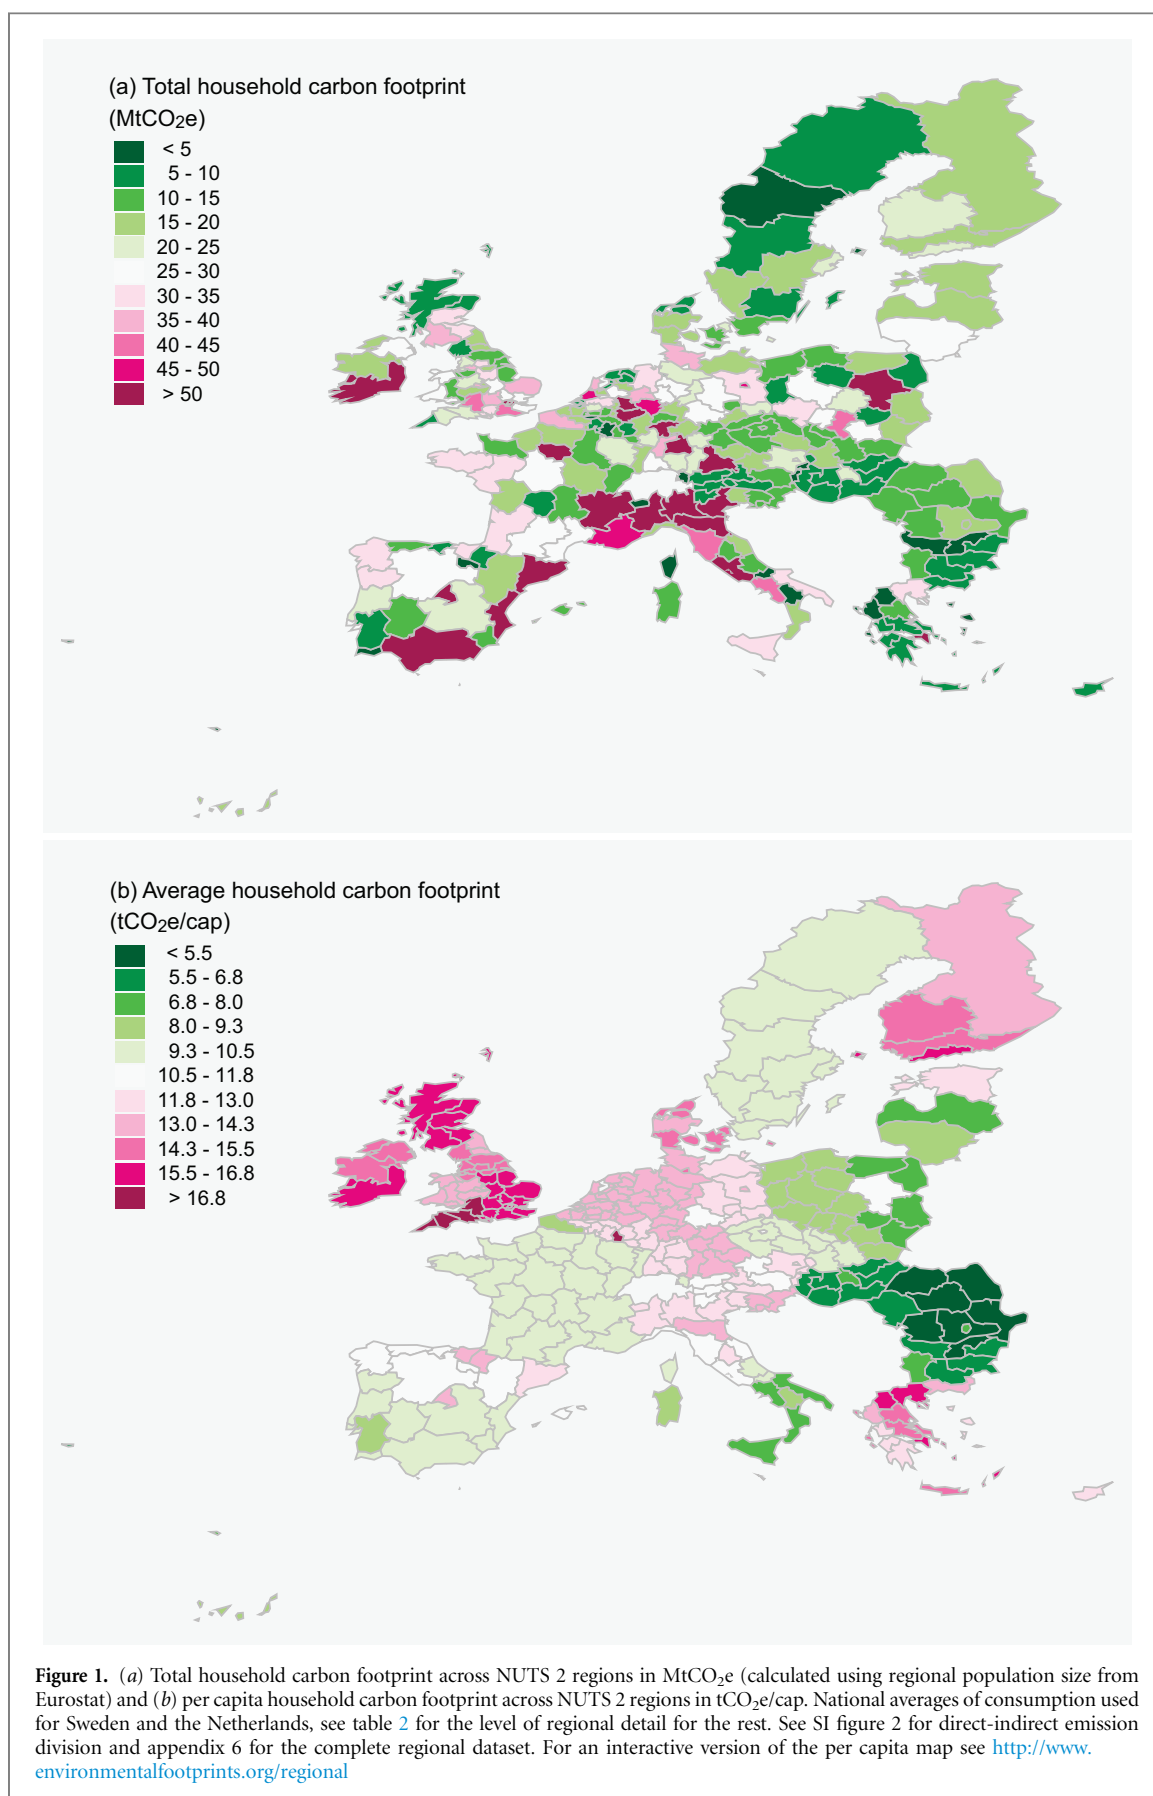 (a) Total household carbon footprint
(MtCO2e)
< 5
5 - 10
10 - 15
15 - 20
20 - 25
25 - 30
30 - 35
35 - 40
40 - 45
45 - 50
> 50
(b) Average household carbon footprint
(tCO2e/cap)
< 5.5
5.5 - 6.8
6.8 - 8.0
8.0 - 9.3
9.3 - 10.5
10.5 - 11.8
11.8 - 13.0
13.0 - 14.3
14.3 - 15.5
15.5 - 16.8
> 16.8
Figure 1. (a) Total household carbon footprint across NUTS 2 regions in MtCO2e (calculated using regional population size from
Eurostat) and (b) per capita household carbon footprint across NUTS 2 regions in tCO2e/cap. National averages of consumption used
for Sweden and the Netherlands, see table 2 for the level of regional detail for the rest. See SI figure 2 for direct-indirect emission
division and appendix 6 for the complete regional dataset. For an interactive version of the per capita map see http://www.
environmentalfootprints.org/regional